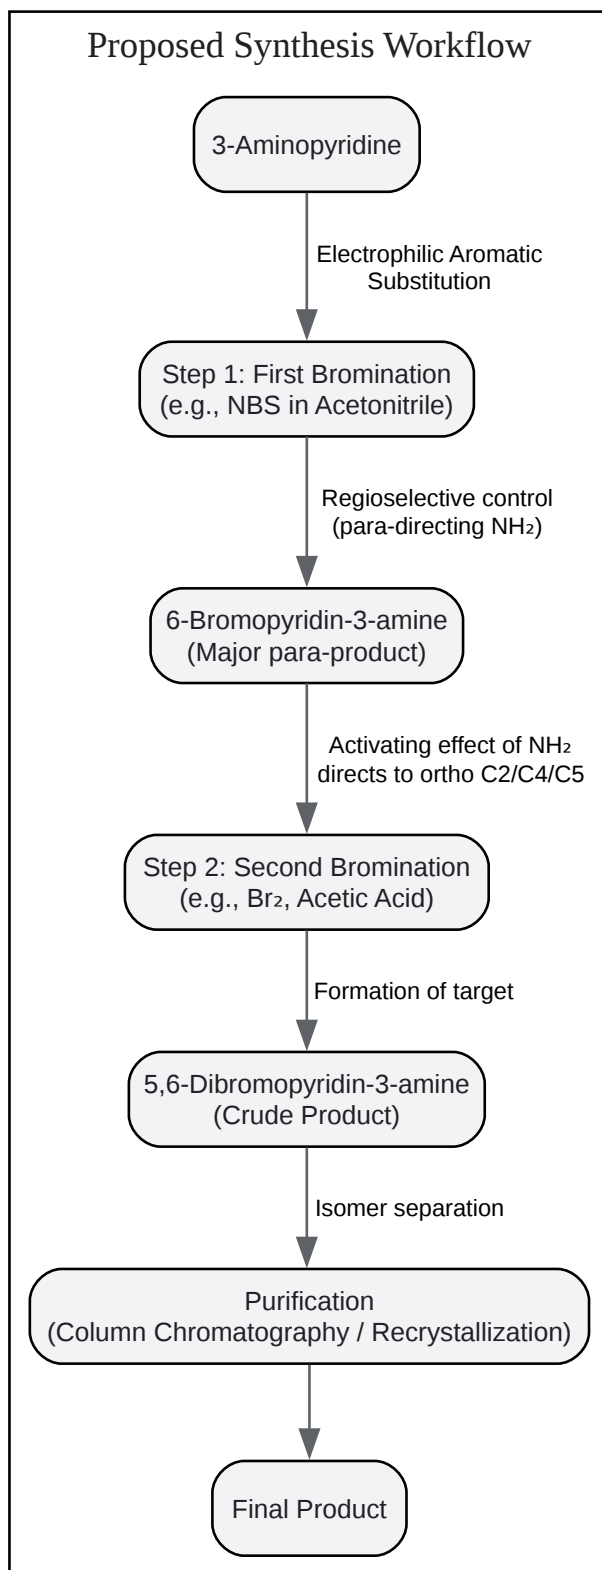 Proposed Synthesis Workflow
3-Aminopyridine
Electrophilic Aromatic
Substitution
Step 1: First Bromination
(e.g., NBS in Acetonitrile)
Regioselective control
(para-directing NH₂)
6-Bromopyridin-3-amine
(Major para-product)
Activating effect of NH₂
directs to ortho C2/C4/C5
Step 2: Second Bromination
(e.g., Br₂, Acetic Acid)
Formation of target
5,6-Dibromopyridin-3-amine
(Crude Product)
Isomer separation
Purification
(Column Chromatography / Recrystallization)
Final Product